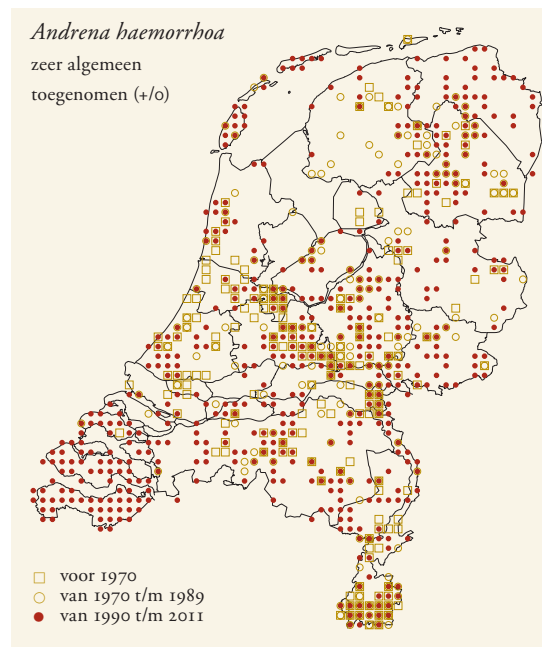 Andrena haemorrhoa
zeer algemeen
toegenomen (+/0)
voor 1970
van 1970 t/m 1989
van 1990 t/m 2011